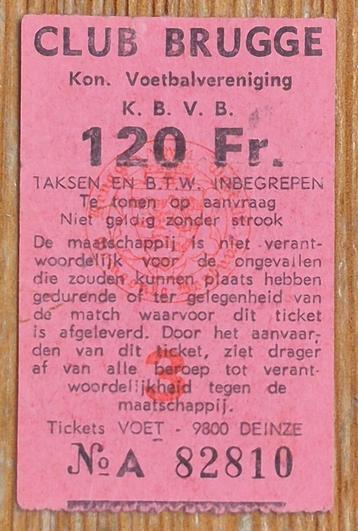 CLUB BRUGGE
Kon. Voetbalvereniging
K. B. V. B.
120 Fr.
TAKSEN EN B.T.W. INBEGREPEN
Te tonen op aanvraag
Niet geldig zonder strook
De maatschappij is niet verant-
woordelijk voor de ongevallen
die zouden kunnen plaats hebben
gedurende of ter gelegenheid van
de match waarvoor dit ticket
is afgeleverd. Door het aanvaar-
den van dit ticket, ziet drager
af van alle beroep tot verant-
woordelijkheid tegen de
maatschappij.
3
Tickets VOET - 9800 DEINZE
No A 82810